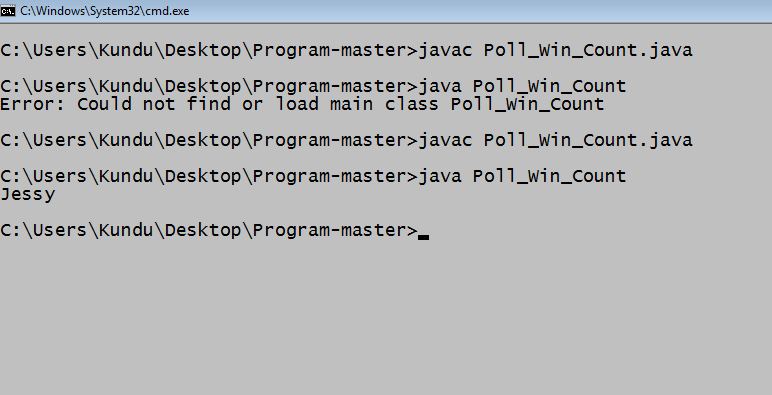 C:\Windows\System32\cmd.exe
C:\Users\Kundu\Desktop\Program-master>javac Poll_Win_Count.java
C:\Users\Kundu\Desktop\Program-master>java Poll_Win_Count
Error: Could not find or load main class Poll_Win_Count
C:\Users\Kundu\Desktop\Program-master>javac Poll_Win_Count.java
C:\Users\Kundu\Desktop\Program-master>java Poll_Win_Count
Jessy
C:\Users\Kundu\Desktop\Program-master>